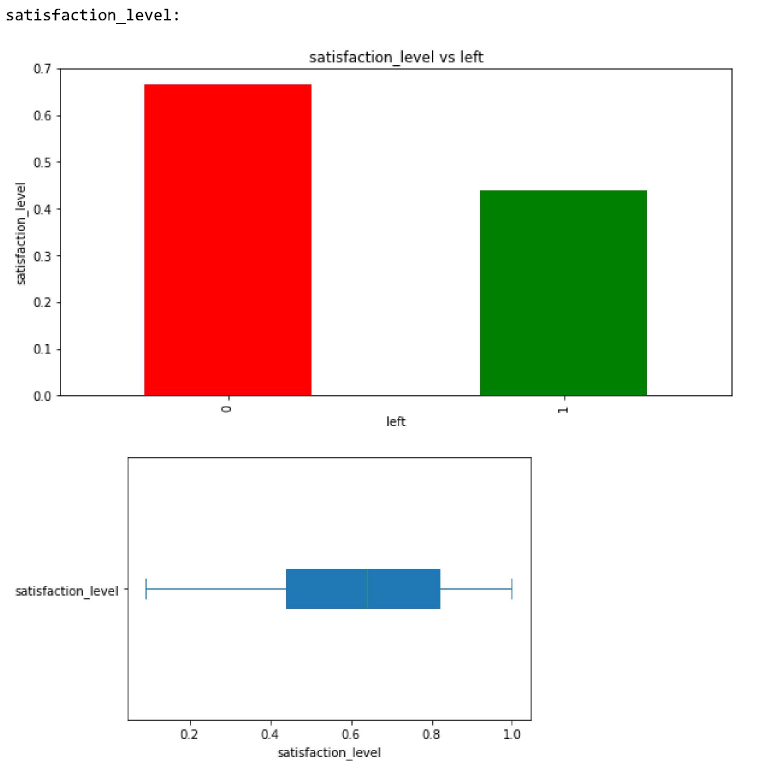 satisfaction_level:
satisfaction_level vs left
satisfaction_level
0.7
0.6
0.5
0.4
0.3
0.2
0.1
0.0
0
1
left
satisfaction_level
0.2 0.4 0.6 0.8 1.0
satisfaction_level